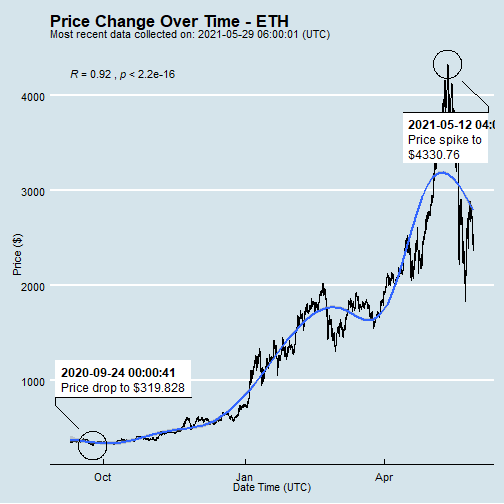 Price Change Over Time - ETH
Most recent data collected on: 2021-05-29 06:00:01 (UTC)
R = 0.92 , p < 2.2e-16
4000
2021-05-12 04:0
Price spike to
$4330.76
3000
Price ($)
2000
2020-09-24 00:00:41
Price drop to $319.828
1000
Oct
Jan
Apr
Date Time (UTC)